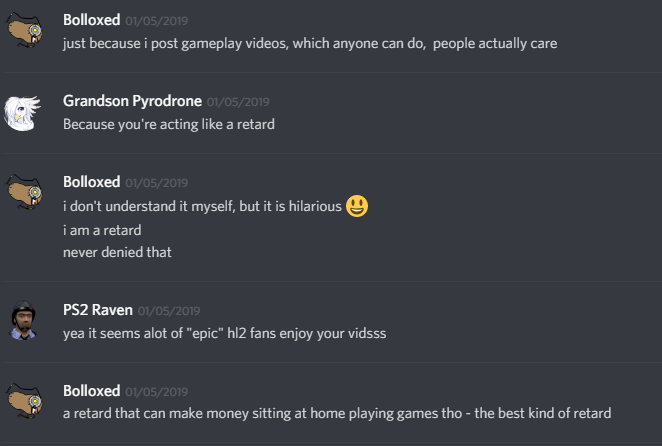 Bolloxed 01/05/2019
just because i post gameplay videos, which anyone can do, people actually care
Grandson Pyrodrone 01/05/2019
Because you're acting like a retard
Bolloxed 01/05/2019
i don't understand it myself, but it is hilarious 😃
i am a retard
never denied that
PS2 Raven 01/05/2019
yea it seems alot of "epic" hl2 fans enjoy your vidsss
Bolloxed 01/05/2019
a retard that can make money sitting at home playing games tho - the best kind of retard